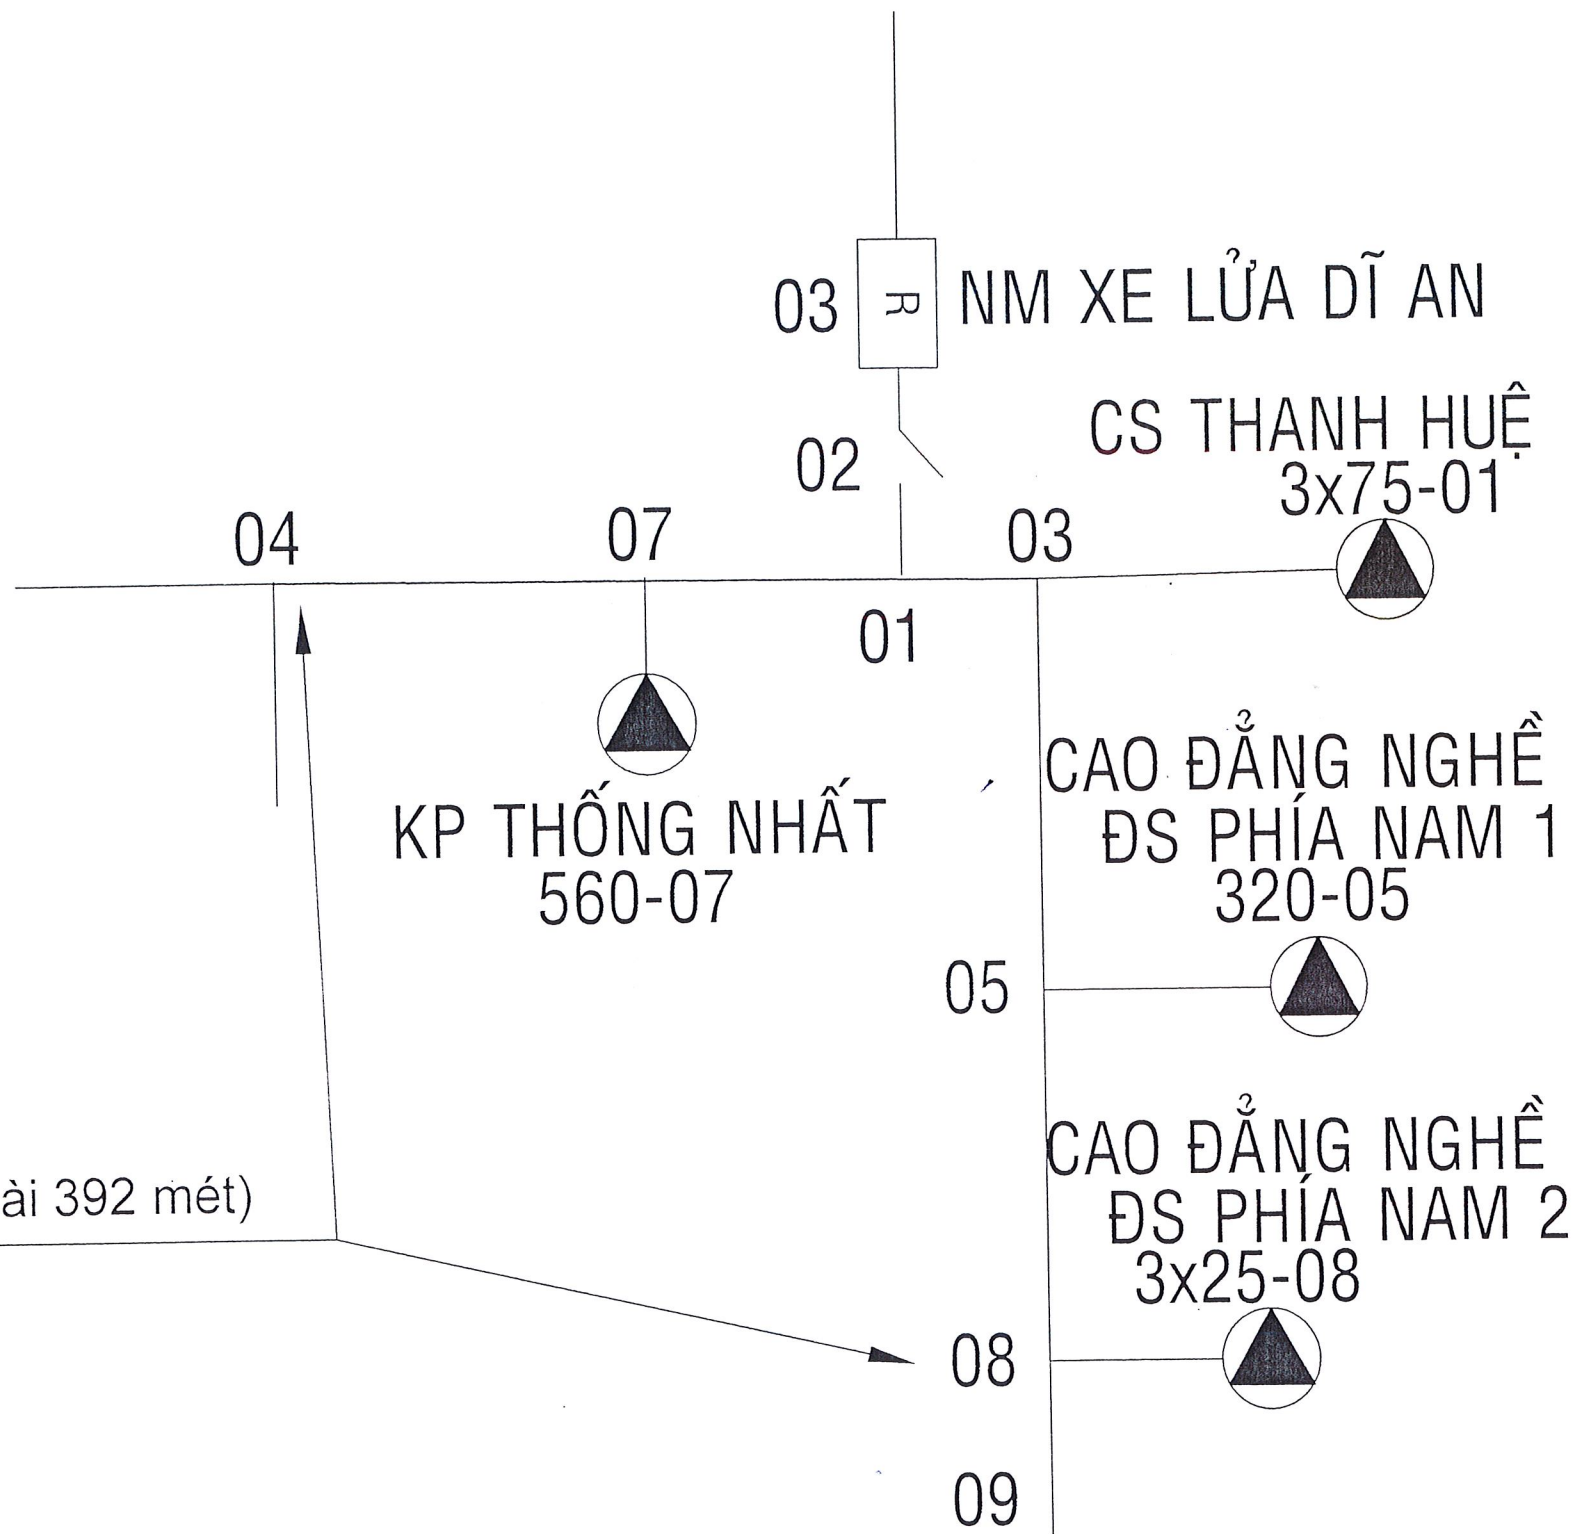 03
R
NM XE LỬA DĨ AN
02
CS THANH HUỆ
3x75-01
04
07
03
01
KP THỐNG NHẤT
560-07
CAO ĐẲNG NGHỀ
ĐS PHÍA NAM 1
320-05
05
ài 392 mét)
CAO ĐẲNG NGHỀ
ĐS PHÍA NAM 2
3x25-08
08
09